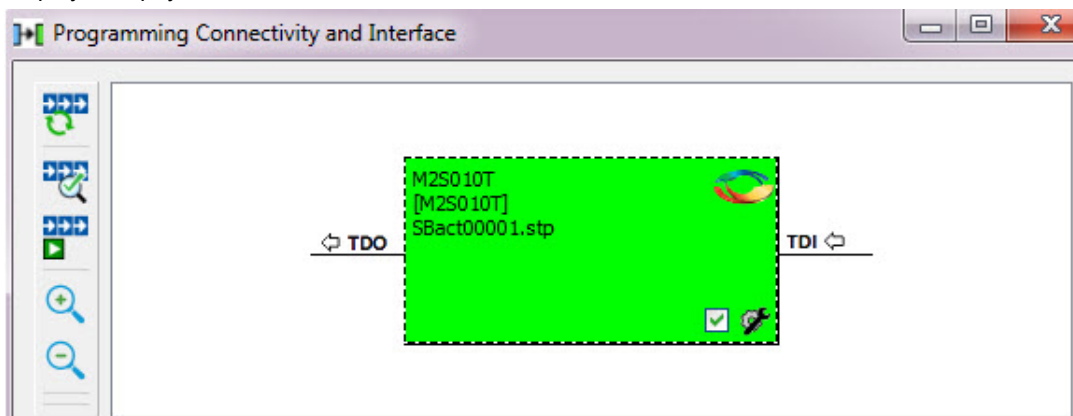 Programming Connectivity and Interface
M2S010T
[M2S010T]
SBact00001.stp
TDO
TDI